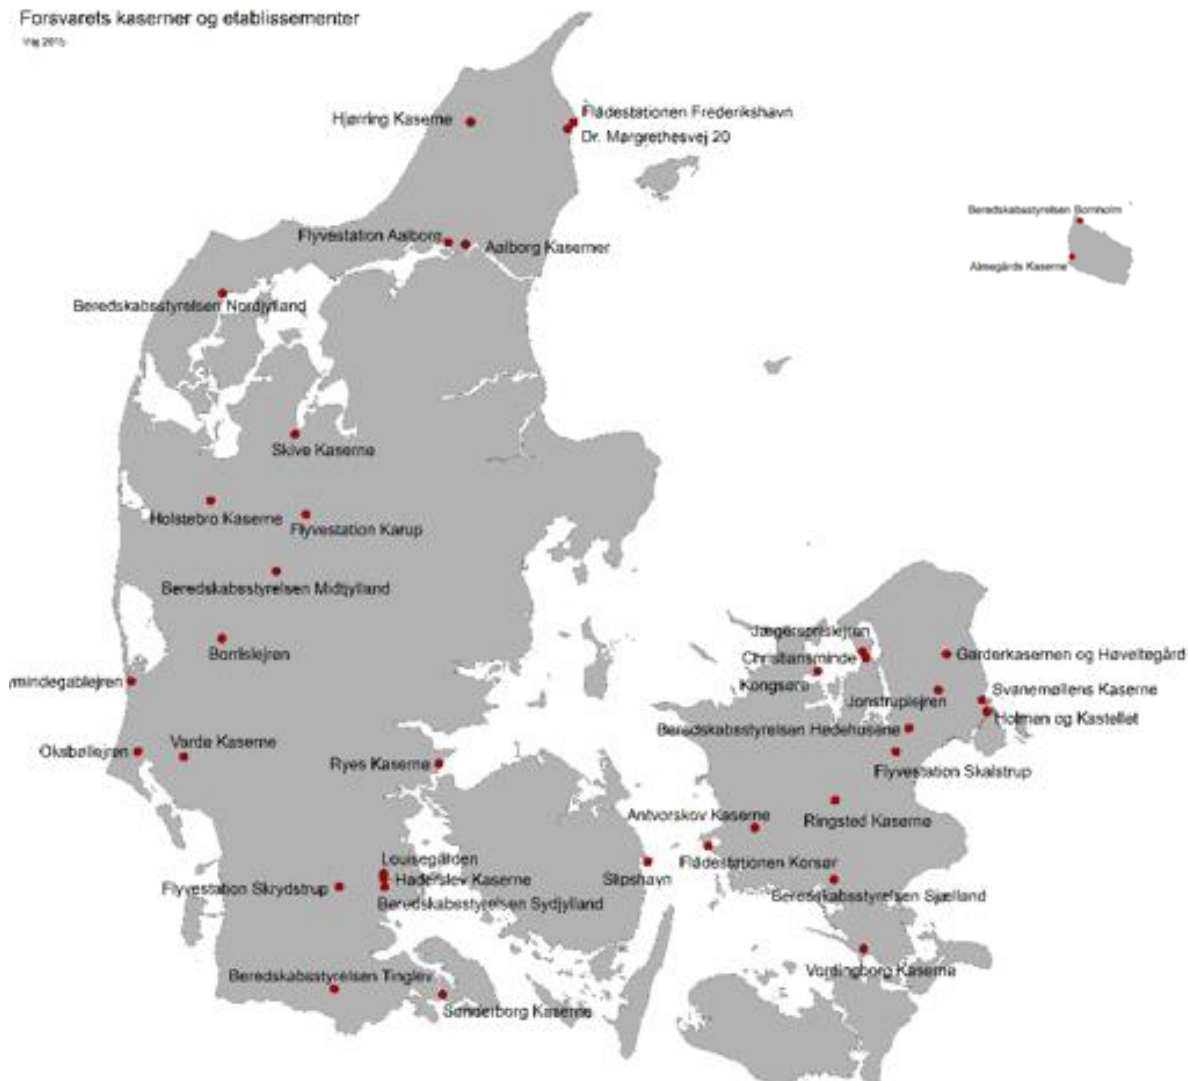 Forsvarets kaserner og etablissementer
Maj 2015
Hjørring Kaserne
Flådestationen Frederikshavn
Dr. Margrethesvej 20
Beredskabsstyrelsen Bornholm
Flyvestation Aalborg
Aalborg Kaserner
Almegårds Kaserne
Beredskabsstyrelsen Nordjylland
Skive Kaserne
Holstebro Kaserne
Flyvestation Karup
Beredskabsstyrelsen Midtjylland
Borrislejren
Jægersprislejren
Christiansminde
Garderkasernen og Høveltegård
Kongsøre
ymindegablejren
Svanemøllens Kaserne
Jonstruplejren
Holmen og Kastellet
Beredskabsstyrelsen Hedehusene
Varde Kaserne
Oksbøllejren
Ryes Kaserne
Flyvestation Skalstrup
Antvorskov Kaserne
Ringsted Kaserne
Louisegården
Flådestationen Korsør
Slipshavn
Haderslev Kaserne
Flyvestation Skrydstrup
Beredskabsstyrelsen Sjælland
Beredskabsstyrelsen Sydjylland
Vordingborg Kaserne
Beredskabsstyrelsen Tinglev
Sønderborg Kaserne